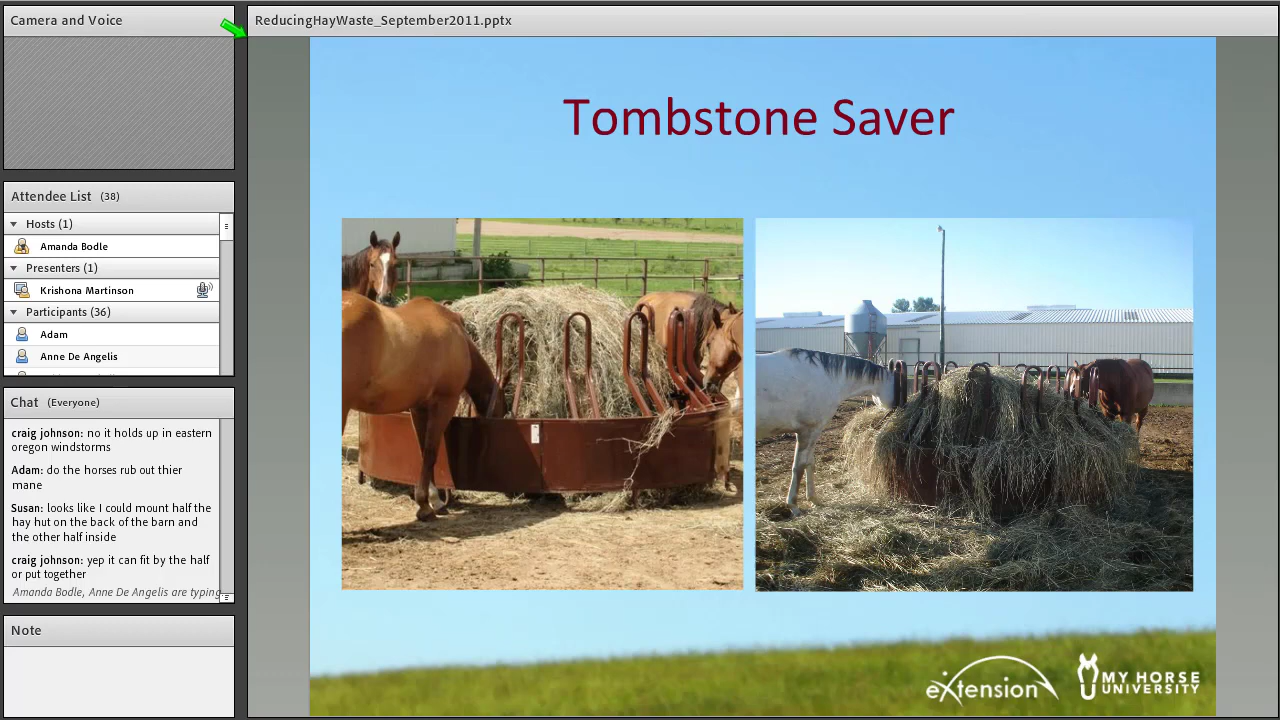 Camera and Voice
ReducingHayWaste_September2011.pptx
Attendee List (38)
Hosts (1)
Amanda Bodle
Presenters (1)
Krishona Martinson
Participants (36)
Adam
Anne De Angelis
Chat (Everyone)
craig johnson: no it holds up in eastern
oregon windstorms
Adam: do the horses rub out thier
mane
Susan: looks like I could mount half the
hay hut on the back of the barn and
the other half inside
craig johnson: yep it can fit by the half
or put together
Amanda Bodle, Anne De Angelis are typing
Note
Tombstone Saver
eXtension
MY HORSE
UNIVERSITY